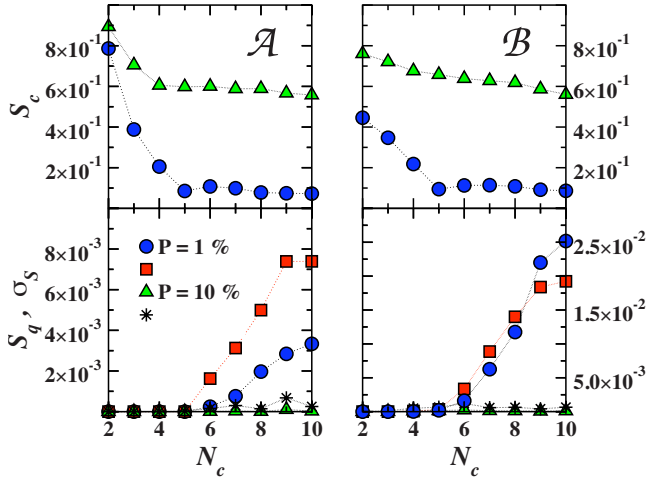 𝒜
ℬ
S_c
8×10⁻¹
6×10⁻¹
4×10⁻¹
2×10⁻¹
8×10⁻¹
6×10⁻¹
4×10⁻¹
2×10⁻¹
S_q , σ_S
8×10⁻³
6×10⁻³
4×10⁻³
2×10⁻³
P = 1 %
P = 10 %
2.5×10⁻²
1.5×10⁻²
5.0×10⁻³
2 4 6 8 10
2 4 6 8 10
N_c
N_c